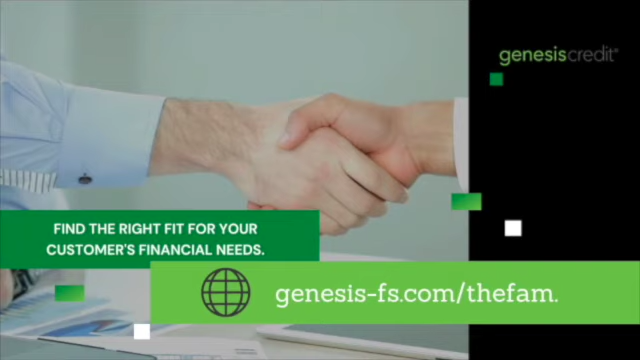 genesiscredit®
FIND THE RIGHT FIT FOR YOUR
CUSTOMER'S FINANCIAL NEEDS.
genesis-fs.com/thefam.